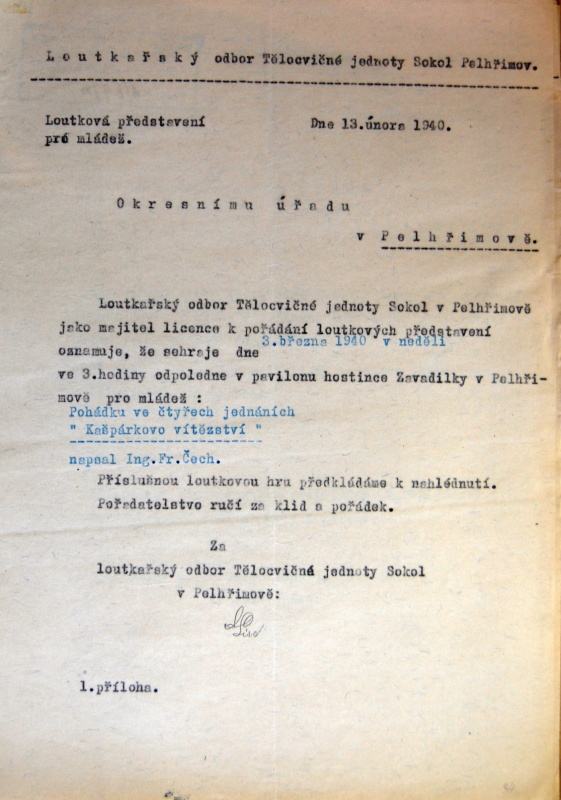 Loutkařský odbor Tělocvičné jednoty Sokol Pelhřimov.
Loutková představení
Dne 13.února 1940.
pro mládež.
Okresnímu úřadu
v Pelhřimově.
Loutkařský odbor Tělocvičné jednoty Sokol v Pelhřimově
jako majitel licence k pořádání loutkových představení
oznamuje, že sehraje dne 3.března 1940 v neděli
ve 3.hodiny odpoledne v pavilonu hostince Zavadilky v Pelhři-
mově pro mládež :
Pohádku ve čtyřech jednáních
" Kašpárkovo vítězství "
napsal Ing.Fr.Čech.
Příslušnou loutkovou hru předkládáme k nahlédnutí.
Pořadatelstvo ručí za klid a pořádek.
Za
loutkařský odbor Tělocvičné jednoty Sokol
v Pelhřimově:
1.příloha.